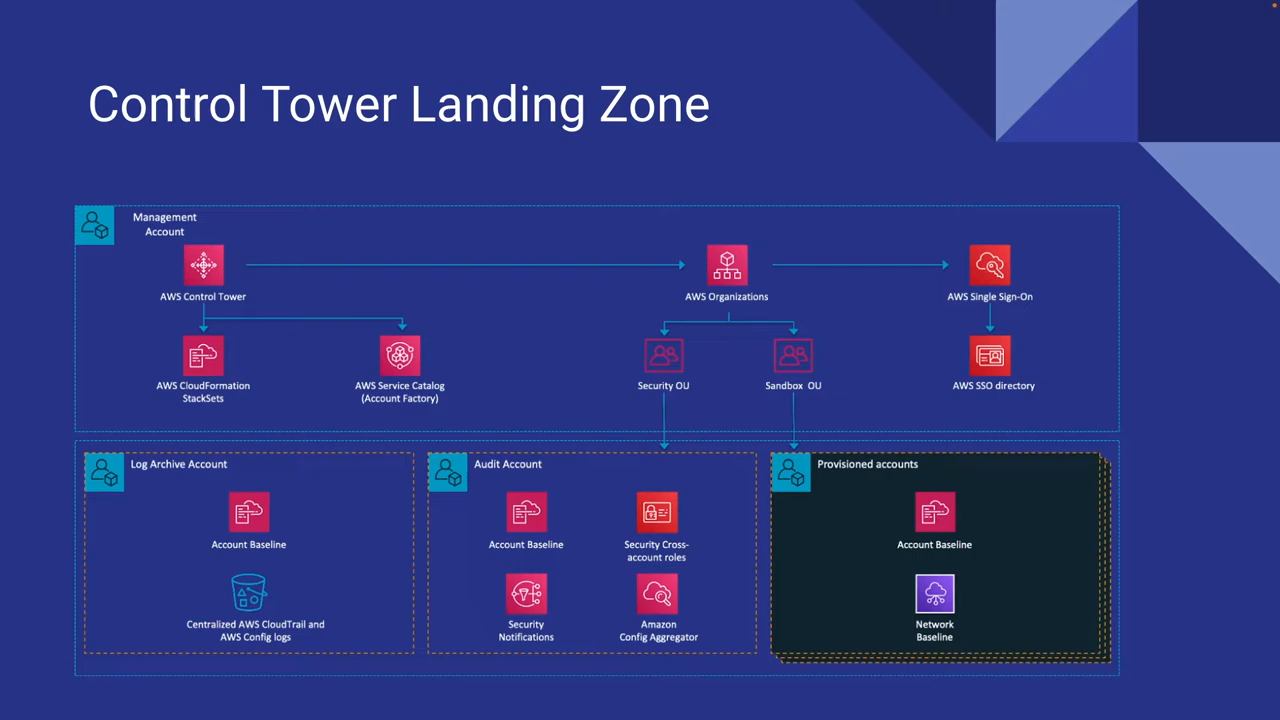 Control Tower Landing Zone
Management
Account
AWS Control Tower
AWS Organizations
AWS Single Sign-On
AWS CloudFormation
StackSets
AWS Service Catalog
(Account Factory)
Security OU
Sandbox OU
AWS SSO directory
Log Archive Account
Account Baseline
Centralized AWS CloudTrail and
AWS Config logs
Audit Account
Account Baseline
Security Cross-
account roles
Security
Notifications
Amazon
Config Aggregator
Provisioned accounts
Account Baseline
Network
Baseline